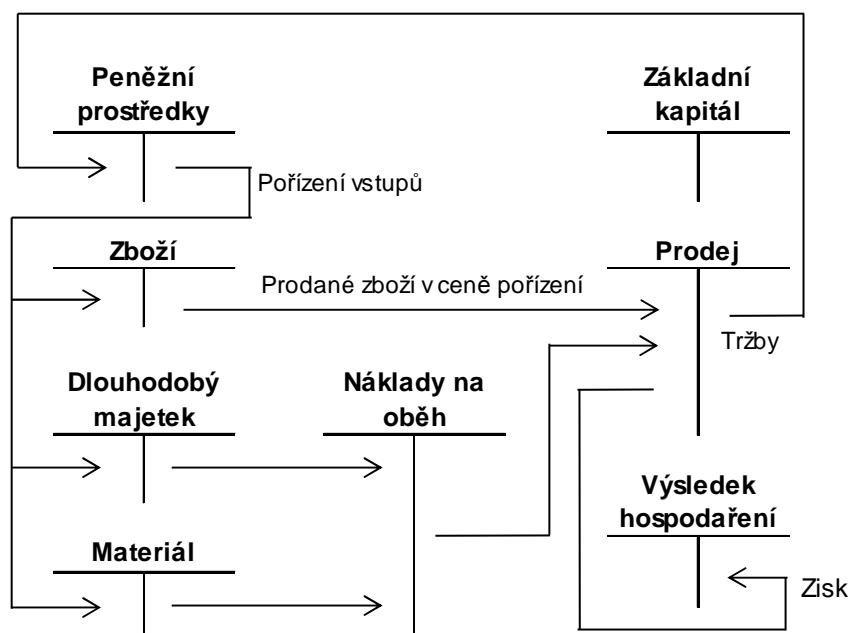 Peněžní
prostředky
Základní
kapitál
Pořízení vstupů
Zboží
Prodej
Prodané zboží v ceně pořízení
Tržby
Dlouhodobý
majetek
Náklady na
oběh
Výsledek
hospodaření
Materiál
Zisk